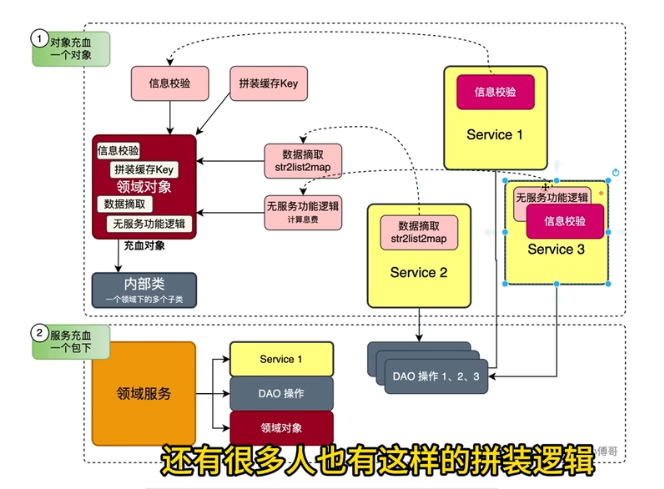 1
对象充血
一个对象
信息校验
拼装缓存Key
信息校验
Service 1
信息校验
拼装缓存Key
领域对象
数据摘取
无服务功能逻辑
充血对象
数据摘取
str2list2map
无服务功能逻辑
计算息费
无服务功能逻辑
信息校验
Service 3
数据摘取
str2list2map
Service 2
内部类
一个领域下的多个子类
2
服务充血
一个包下
领域服务
Service 1
DAO 操作
领域对象
DAO 操作 1、2、3
傅哥
还有很多人也有这样的拼装逻辑